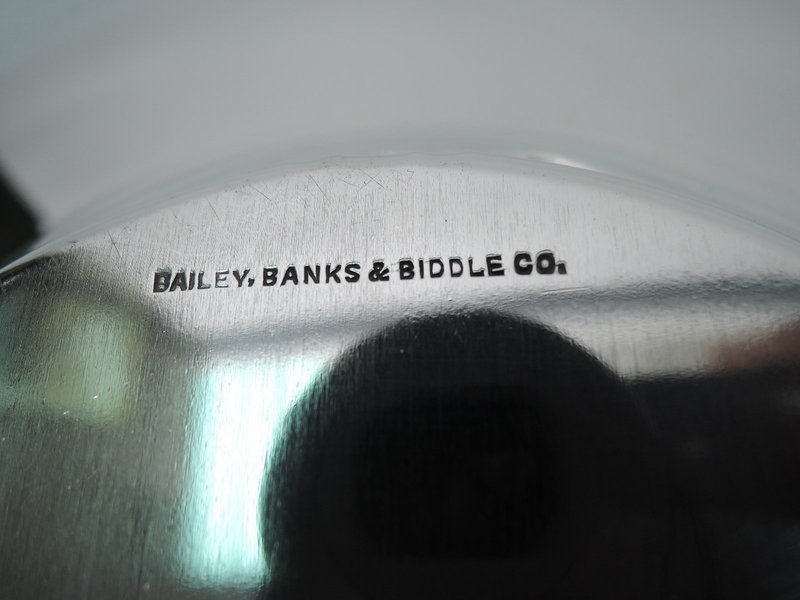 BAILEY, BANKS & BIDDLE CO.